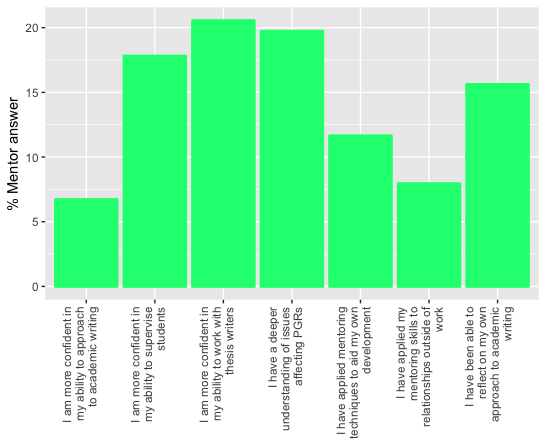 % Mentor answer
20
15
10
5
0
I am more confident in
my ability to approach
to academic writing
I am more confident in
my ability to supervise
students
I am more confident in
my ability to work with
thesis writers
I have a deeper
understanding of issues
affecting PGRs
I have applied mentoring
techniques to aid my own
development
I have applied my
mentoring skills to
relationships outside of
work
I have been able to
reflect on my own
approach to academic
writing